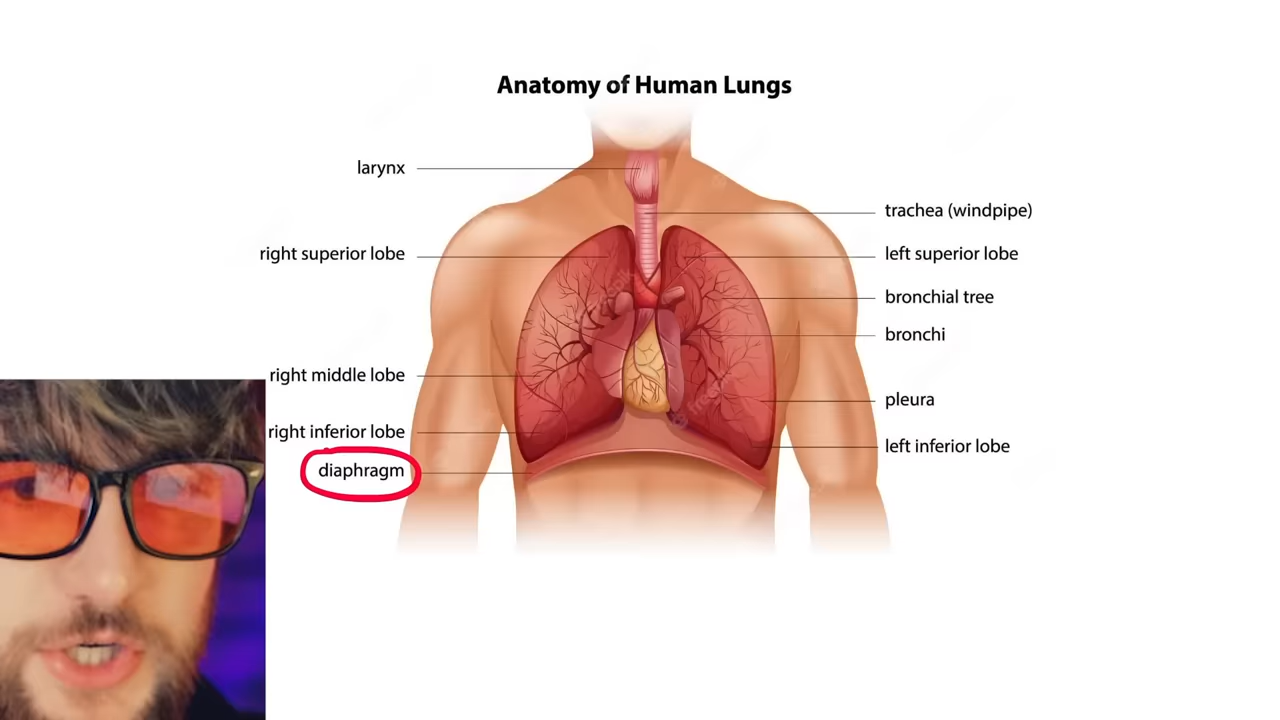 Anatomy of Human Lungs
larynx
trachea (windpipe)
right superior lobe
left superior lobe
bronchial tree
bronchi
right middle lobe
pleura
right inferior lobe
left inferior lobe
diaphragm